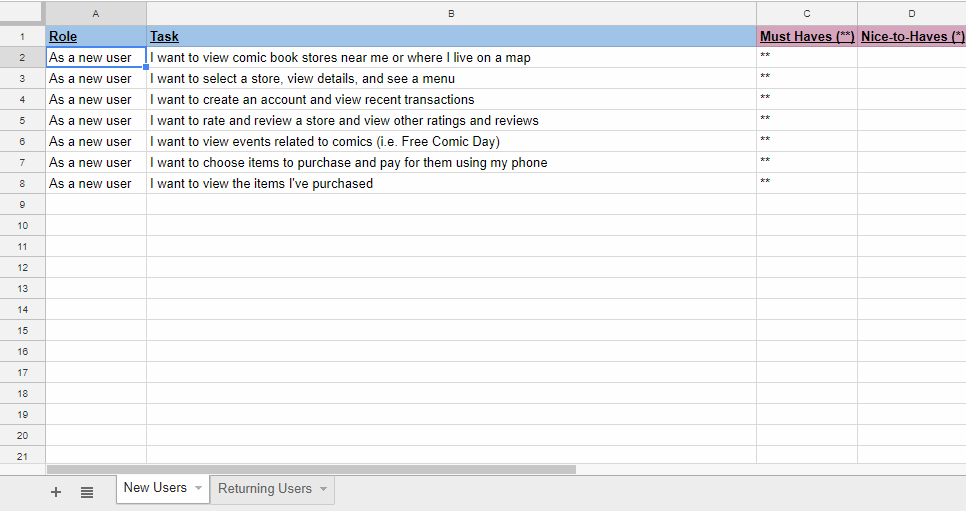 A B C D
1 Role Task Must Haves (**) Nice-to-Haves (*)
2 As a new user I want to view comic book stores near me or where I live on a map **
3 As a new user I want to select a store, view details, and see a menu **
4 As a new user I want to create an account and view recent transactions **
5 As a new user I want to rate and review a store and view other ratings and reviews **
6 As a new user I want to view events related to comics (i.e. Free Comic Day) **
7 As a new user I want to choose items to purchase and pay for them using my phone **
8 As a new user I want to view the items I've purchased **
9
10
11
12
13
14
15
16
17
18
19
20
21
New Users Returning Users